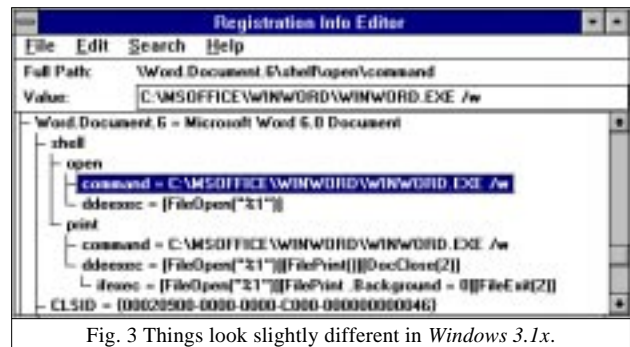 Registration Info Editor
File Edit Search Help
Full Path: \Word.Document.6\shell\open\command
Value: C:\MSOFFICE\WINWORD\WINWORD.EXE /w
Word.Document.6 = Microsoft Word 6.0 Document
shell
open
command = C:\MSOFFICE\WINWORD\WINWORD.EXE /w
ddeexec = [FileOpen("%1")]
print
command = C:\MSOFFICE\WINWORD\WINWORD.EXE /w
ddeexec = [FileOpen("%1")][FilePrint()][DocClose(2)]
ifexec = [FileOpen("%1")][FilePrint .Background = 0][FileExit(2)]
CLSID = {00020900-0000-0000-C000-000000000046}
Fig. 3 Things look slightly different in Windows 3.1x.